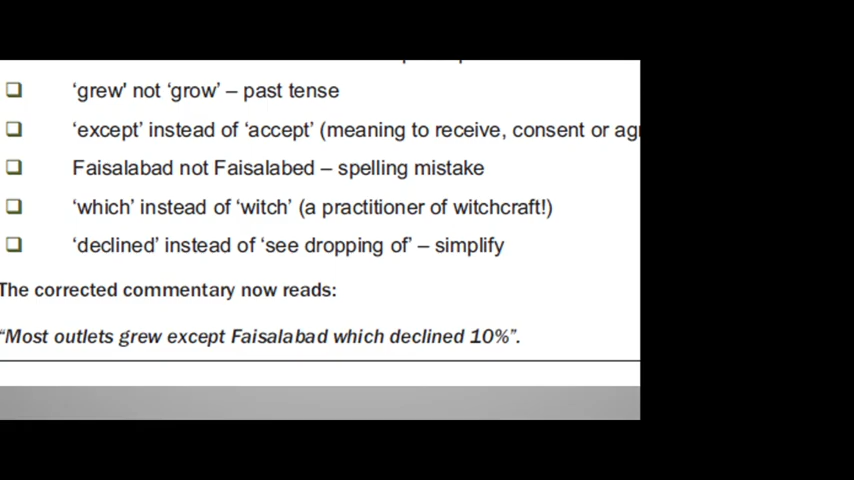 ‘grew’ not ‘grow’ – past tense
‘except’ instead of ‘accept’ (meaning to receive, consent or
Faisalabad not Faisalabed – spelling mistake
‘which’ instead of ‘witch’ (a practitioner of witchcraft!)
‘declined’ instead of ‘see dropping of’ – simplify
The corrected commentary now reads:
“Most outlets grew except Faisalabad which declined 10%”.